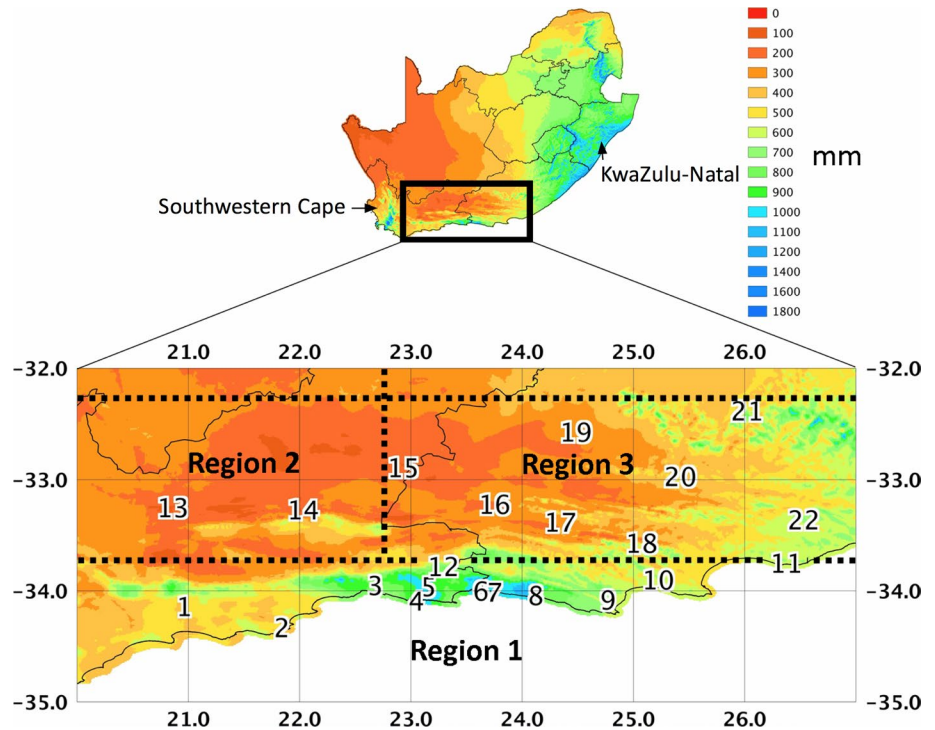 0
100
200
300
400
500
600
700
800
900
1000
1100
1200
1400
1600
1800
mm
KwaZulu-Natal
Southwestern Cape
21.0 22.0 23.0 24.0 25.0 26.0
-32.0 -32.0
21
19
Region 2 15 Region 3 20
-33.0 -33.0
13 14 16 17 22
18
12 11
-34.0 1 2 3 4 5 6 7 8 9 10 -34.0
Region 1
-35.0 -35.0
21.0 22.0 23.0 24.0 25.0 26.0